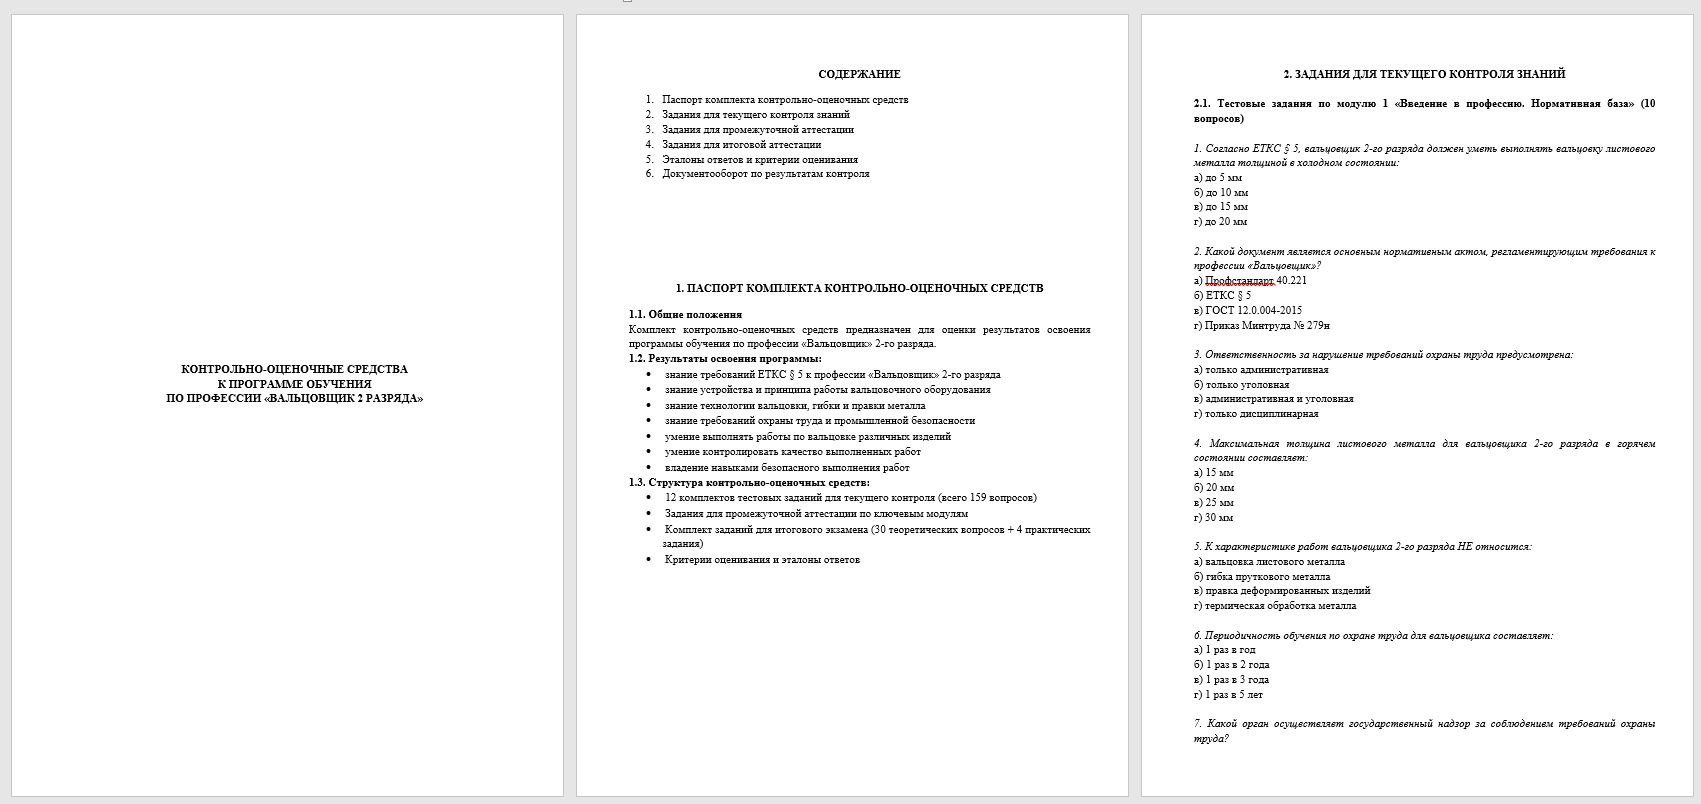 КОНТРОЛЬНО-ОЦЕНОЧНЫЕ СРЕДСТВА
К ПРОГРАММЕ ОБУЧЕНИЯ
ПО ПРОФЕССИИ «ВАЛЬЦОВЩИК 2 РАЗРЯДА»
СОДЕРЖАНИЕ
1. Паспорт комплекта контрольно-оценочных средств
2. Задания для текущего контроля знаний
3. Задания для промежуточной аттестации
4. Задания для итоговой аттестации
5. Эталоны ответов и критерии оценивания
6. Документооборот по результатам контроля
1. ПАСПОРТ КОМПЛЕКТА КОНТРОЛЬНО-ОЦЕНОЧНЫХ СРЕДСТВ
1.1. Общие положения
Комплект контрольно-оценочных средств предназначен для оценки результатов освоения
программы обучения по профессии «Вальцовщик» 2-го разряда.
1.2. Результаты освоения программы:
• знание требований ЕТКС § 5 к профессии «Вальцовщик» 2-го разряда
• знание устройства и принципа работы вальцовочного оборудования
• знание технологии вальцовки, гибки и правки металла
• знание требований охраны труда и промышленной безопасности
• умение выполнять работы по вальцовке различных изделий
• умение контролировать качество выполненных работ
• владение навыками безопасного выполнения работ
1.3. Структура контрольно-оценочных средств:
• 12 комплектов тестовых заданий для текущего контроля (всего 159 вопросов)
• Задания для промежуточной аттестации по ключевым модулям
• Комплект заданий для итогового экзамена (30 теоретических вопросов + 4 практических
задания)
• Критерии оценивания и эталоны ответов
2. ЗАДАНИЯ ДЛЯ ТЕКУЩЕГО КОНТРОЛЯ ЗНАНИЙ
2.1. Тестовые задания по модулю 1 «Введение в профессию. Нормативная база» (10
вопросов)
1. Согласно ЕТКС § 5, вальцовщик 2-го разряда должен уметь выполнять вальцовку листового
металла толщиной в холодном состоянии:
а) до 5 мм
б) до 10 мм
в) до 15 мм
г) до 20 мм
2. Какой документ является основным нормативным актом, регламентирующим требования к
профессии «Вальцовщик»?
а) Профстандарт 40.221
б) ЕТКС § 5
в) ГОСТ 12.0.004-2015
г) Приказ Минтруда № 279н
3. Ответственность за нарушение требований охраны труда предусмотрена:
а) только административная
б) только уголовная
в) административная и уголовная
г) только дисциплинарная
4. Максимальная толщина листового металла для вальцовщика 2-го разряда в горячем
состоянии составляет:
а) 15 мм
б) 20 мм
в) 25 мм
г) 30 мм
5. К характеристике работ вальцовщика 2-го разряда НЕ относится:
а) вальцовка листового металла
б) гибка пруткового металла
в) правка деформированных изделий
г) термическая обработка металла
6. Периодичность обучения по охране труда для вальцовщика составляет:
а) 1 раз в год
б) 1 раз в 2 года
в) 1 раз в 3 года
г) 1 раз в 5 лет
7. Какой орган осуществляет государственный надзор за соблюдением требований охраны
труда?